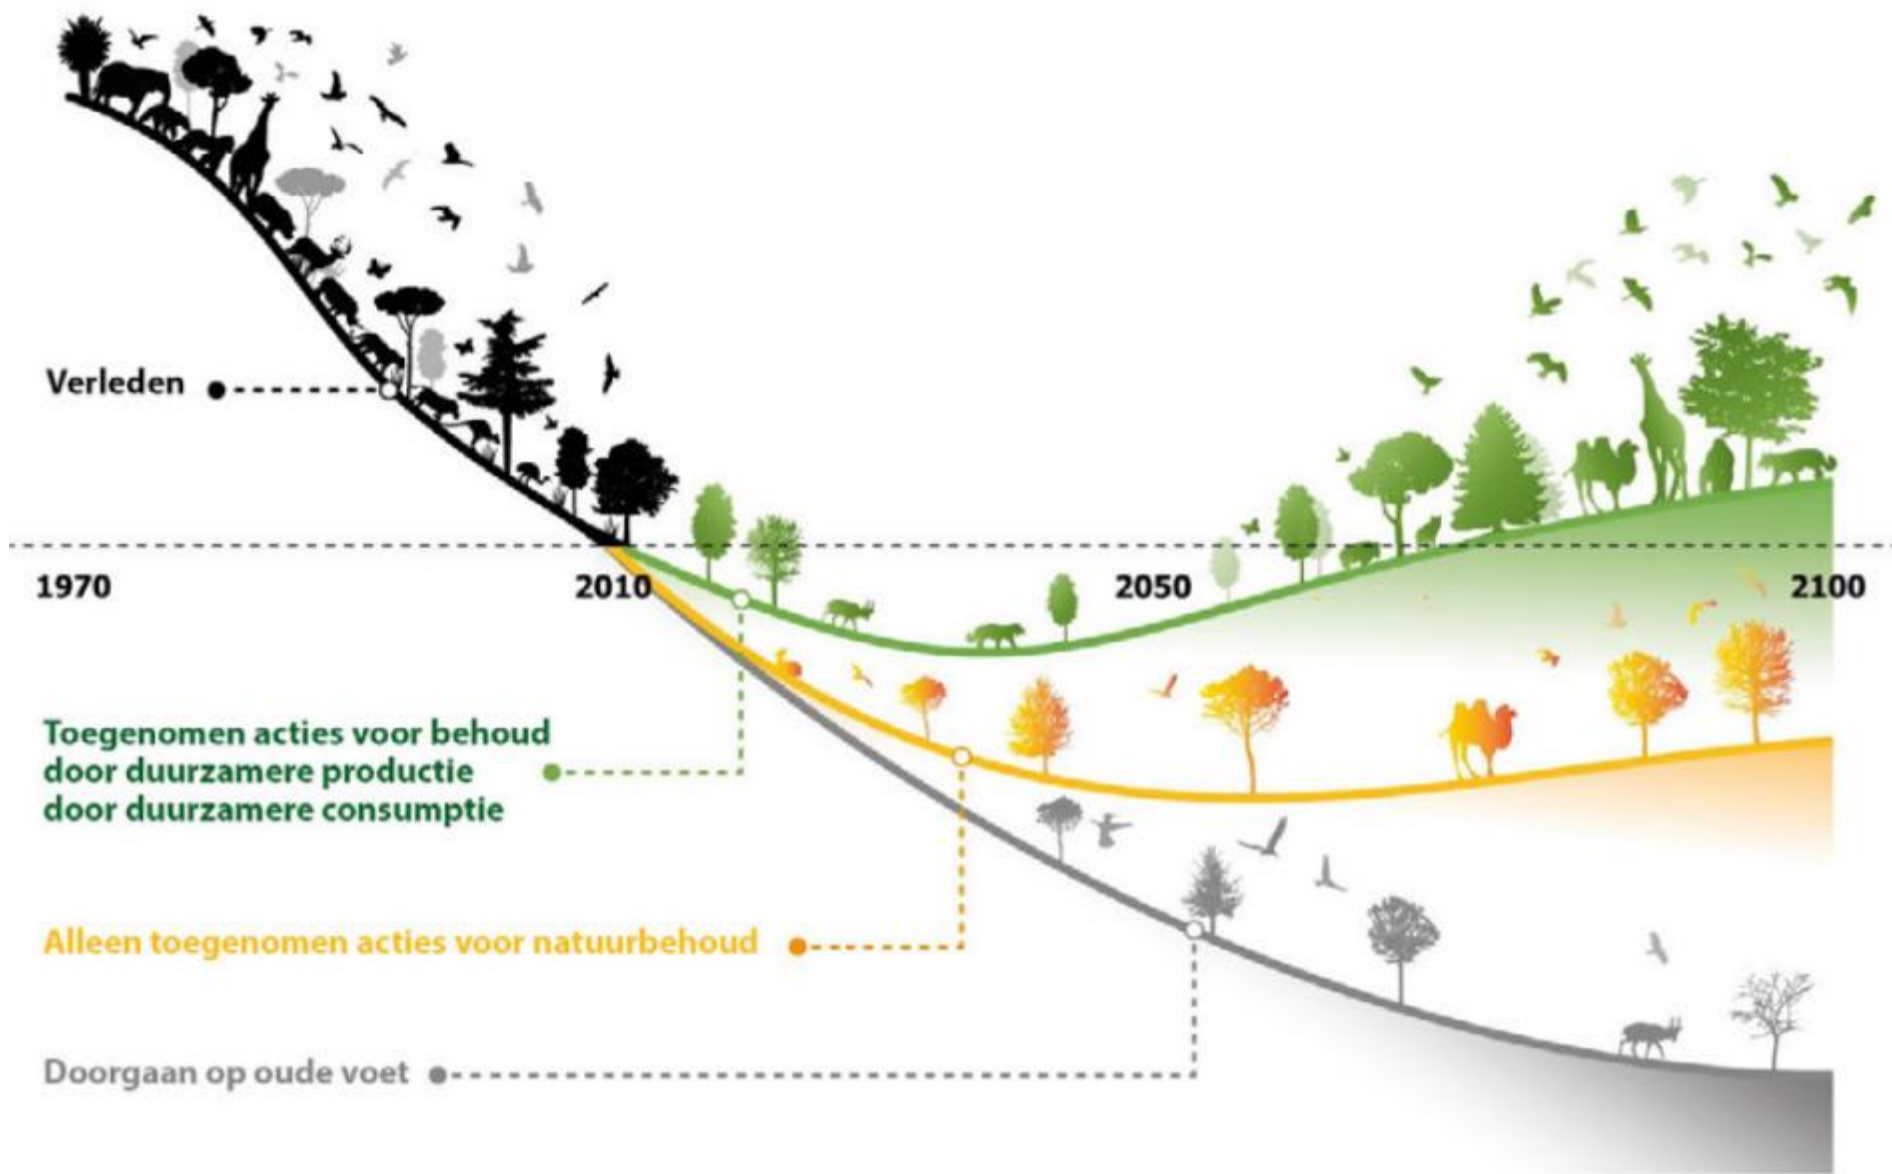 Verleden
1970
2010
2050
2100
Toegenomen acties voor behoud
door duurzamere productie
door duurzamere consumptie
Alleen toegenomen acties voor natuurbehoud
Doorgaan op oude voet